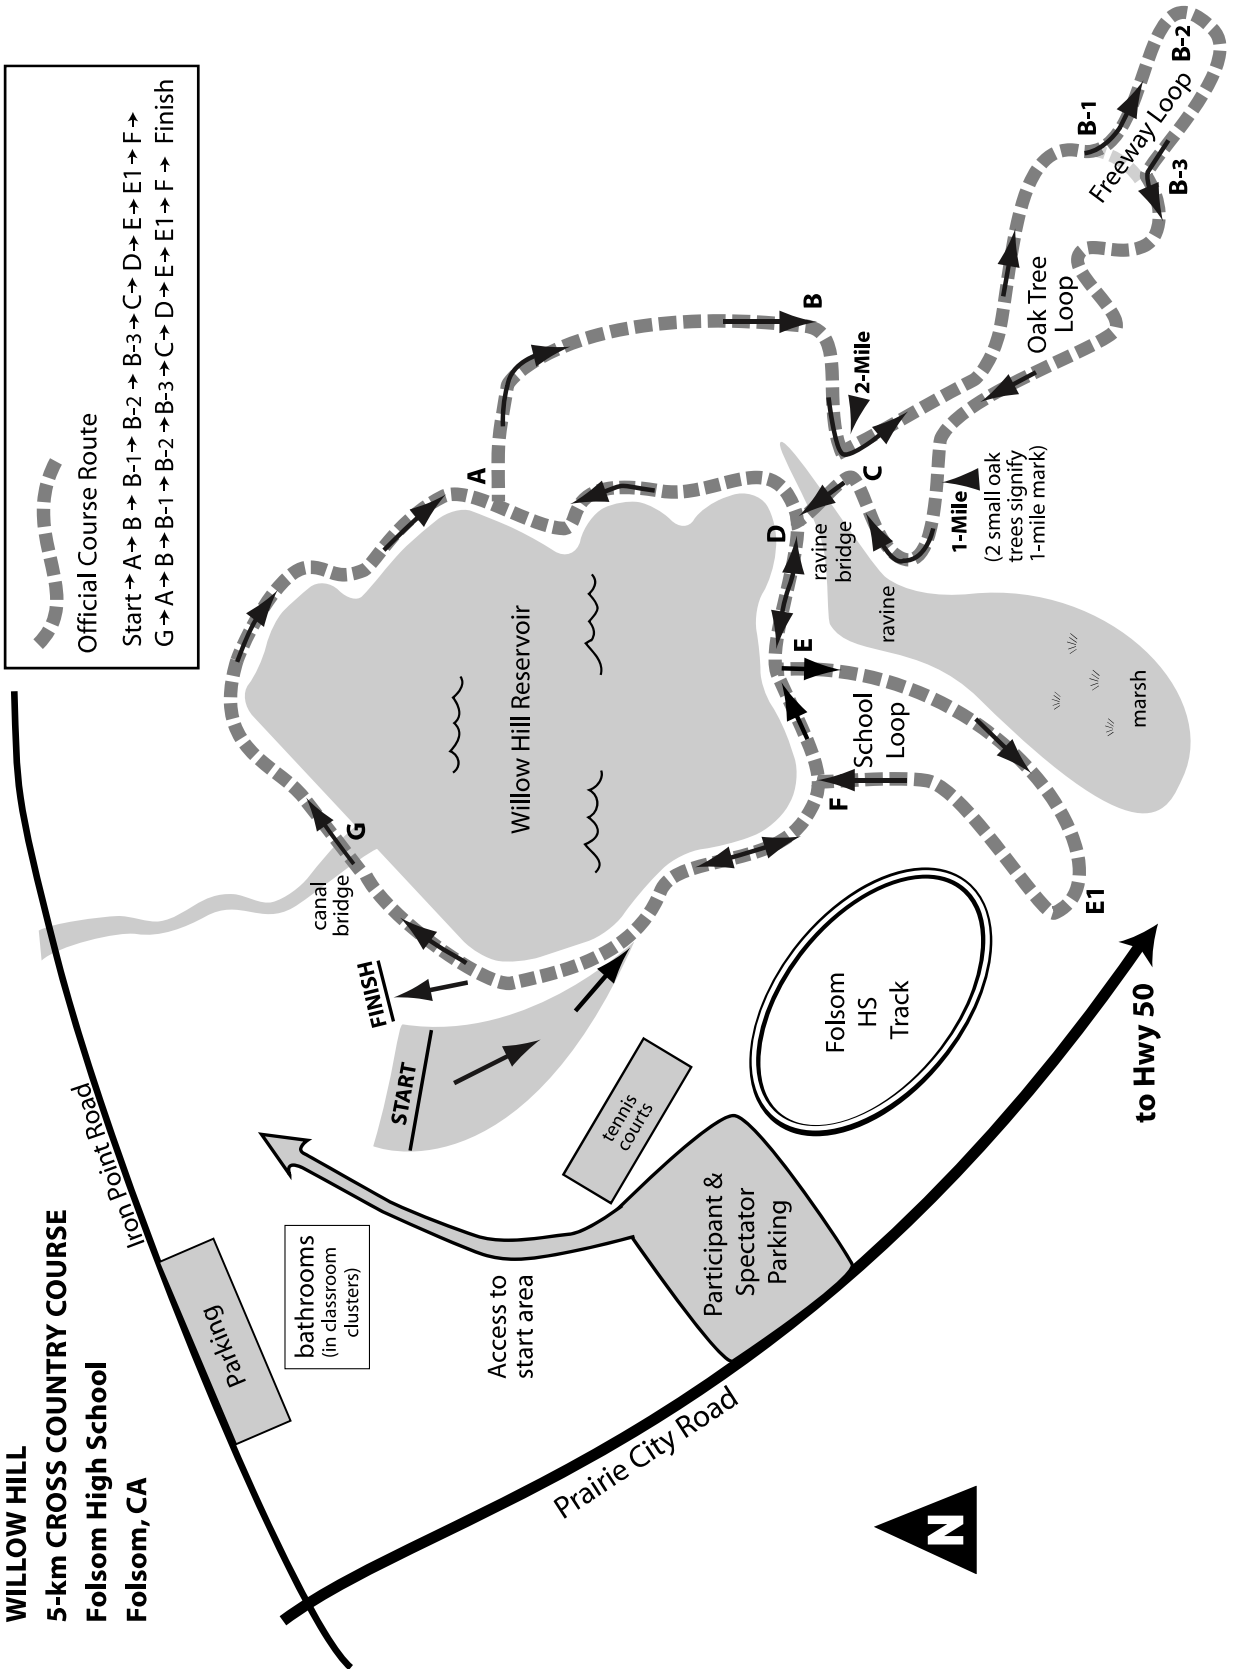 WILLOW HILL
5-km CROSS COUNTRY COURSE
Folsom High School
Folsom, CA
Official Course Route
Start → A → B → B-1 → B-2 → B-3 → C → D → E → E1 → F →
G → A → B → B-1 → B-2 → B-3 → C → D → E → E1 → F → Finish
Iron Point Road
Parking
bathrooms
(in classroom
clusters)
Access to
start area
START
FINISH
canal
bridge
G
A
B
2-Mile
Willow Hill Reservoir
D
ravine
bridge
C
1-Mile
(2 small oak
trees signify
1-mile mark)
Oak Tree
Loop
B-1
Freeway Loop
B-2
B-3
ravine
marsh
E
School
Loop
F
E1
tennis
courts
Folsom
HS
Track
Participant &
Spectator
Parking
Prairie City Road
to Hwy 50
N